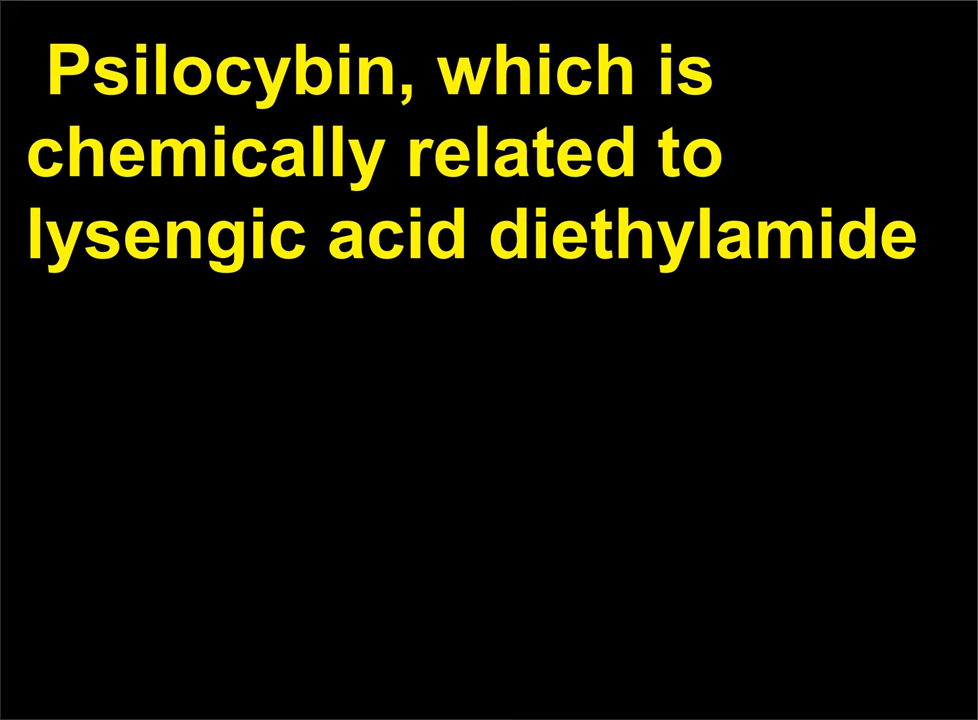 Psilocybin, which is
chemically related to
lysengic acid diethylamide